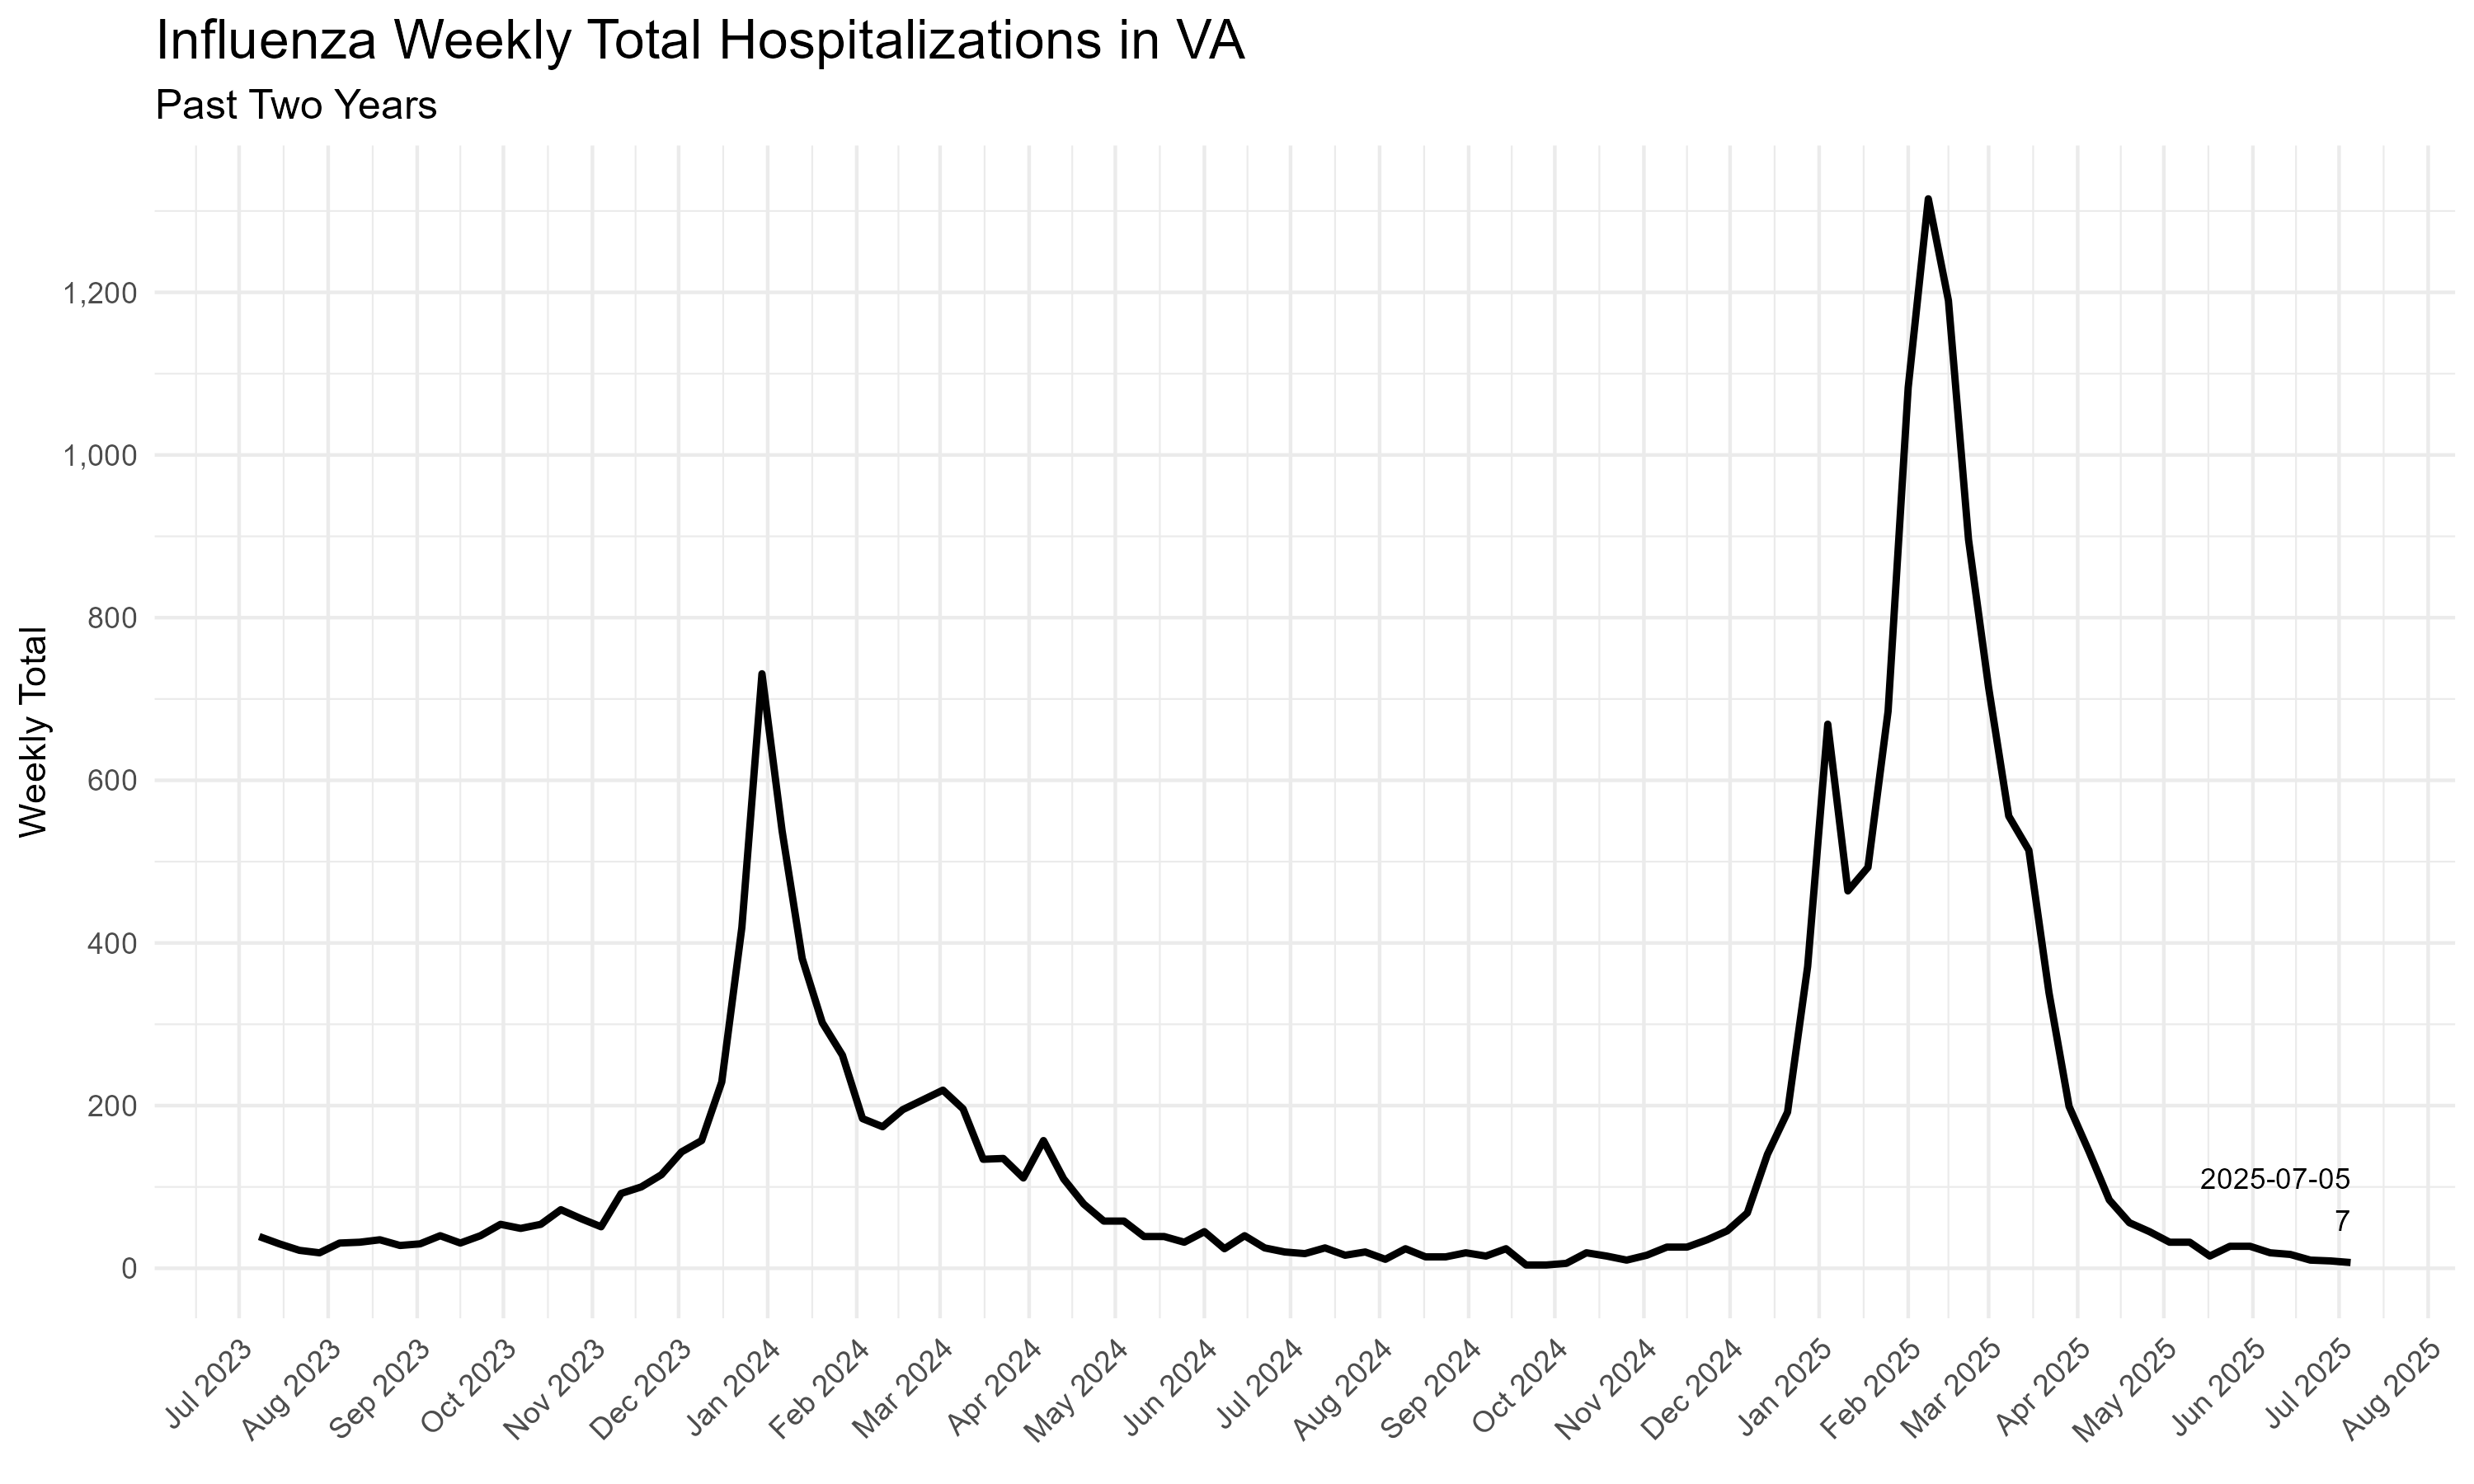 Influenza Weekly Total Hospitalizations in VA
Past Two Years
Weekly Total
1,200
1,000
800
600
400
200
0
2025-07-05
7
Jul 2023
Aug 2023
Sep 2023
Oct 2023
Nov 2023
Dec 2023
Jan 2024
Feb 2024
Mar 2024
Apr 2024
May 2024
Jun 2024
Jul 2024
Aug 2024
Sep 2024
Oct 2024
Nov 2024
Dec 2024
Jan 2025
Feb 2025
Mar 2025
Apr 2025
May 2025
Jun 2025
Jul 2025
Aug 2025